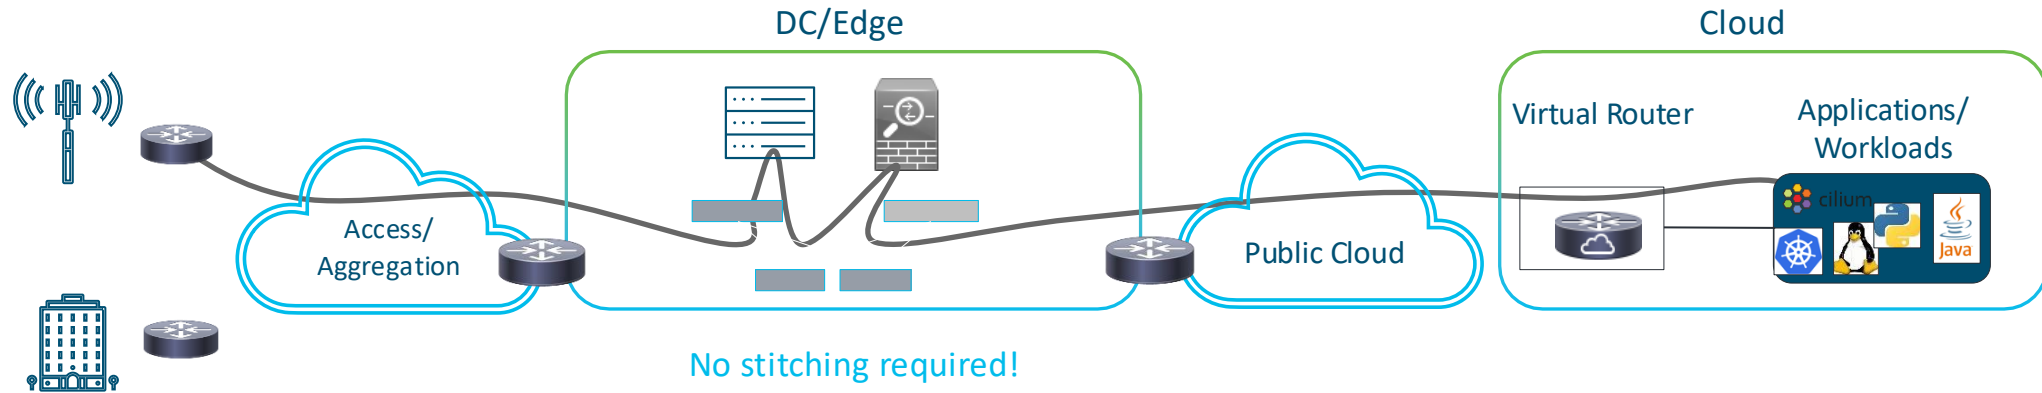 DC/Edge
Cloud
Virtual Router
Applications/
Workloads
Access/
Aggregation
Public Cloud
cilium
Java
No stitching required!